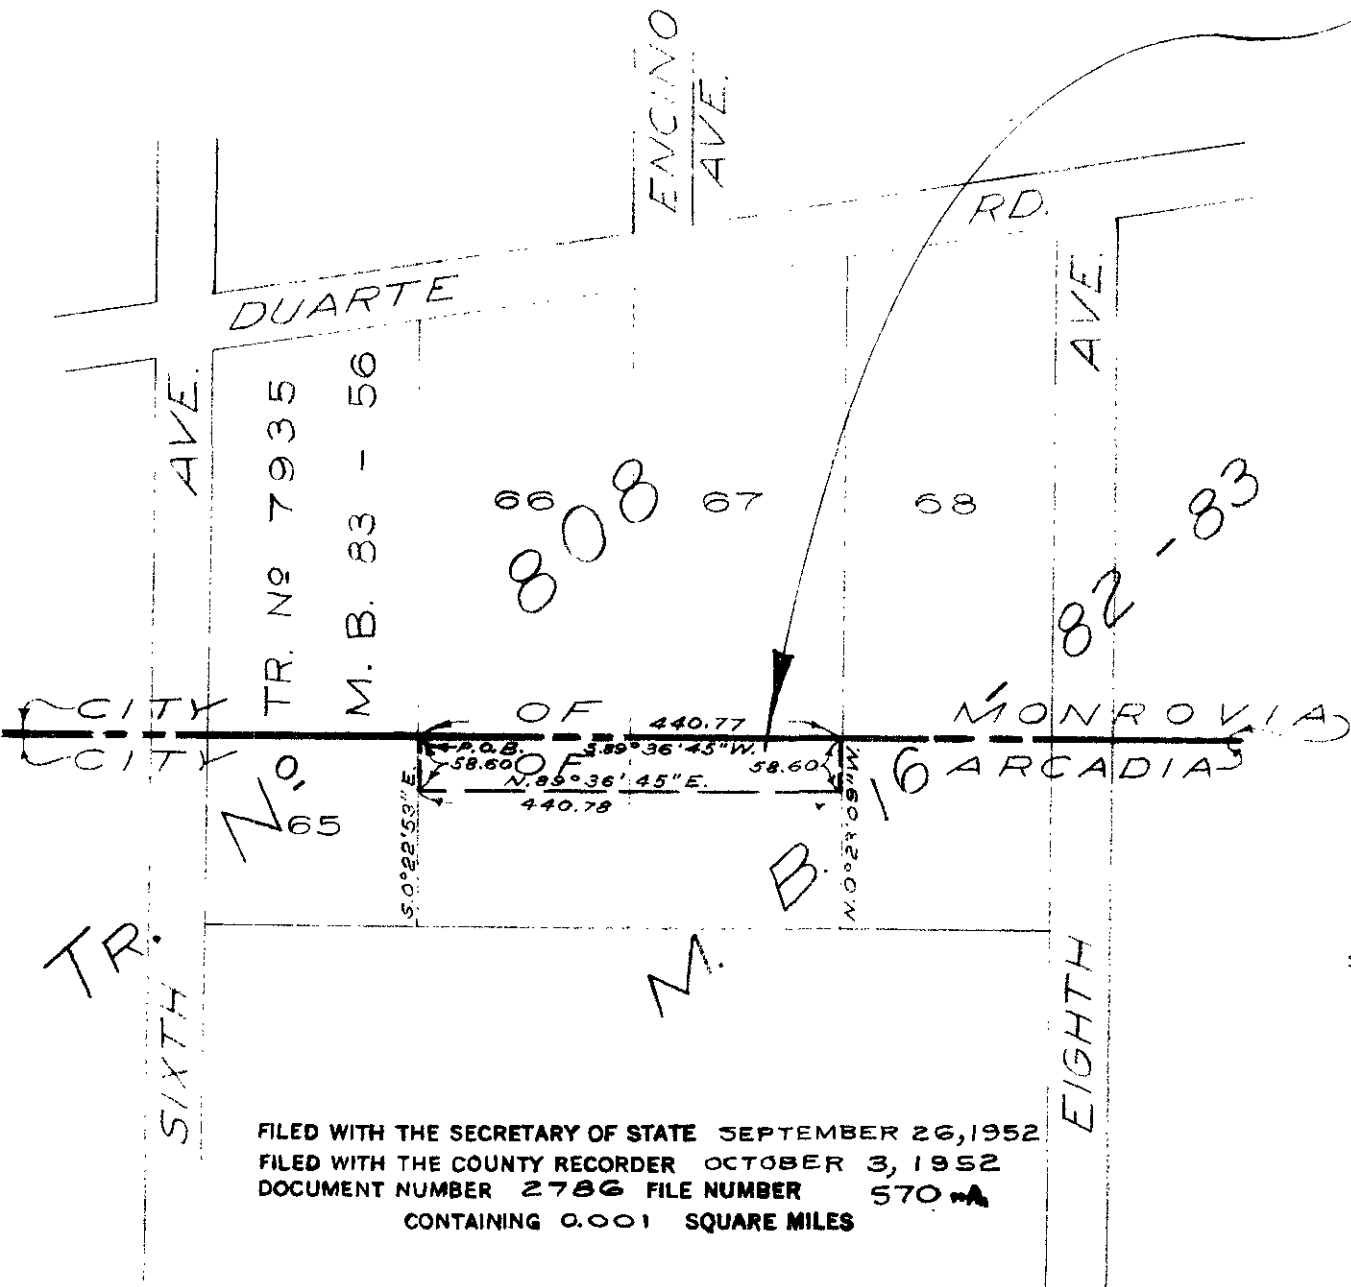 ENCINO
AVE.
RD.
DUARTE
AVE.
AVE.
TR. Nº 7935
M. B. 83 - 56
66
67
68
808
82 - 83
CITY OF MONROVIA
440.77
P.O.B.
S.89°36'45"W.
CITY OF ARCADIA
58.60
58.60
N.89°36'45"E.
440.78
S.0°22'53"E.
N.0°23'09"W.
16
No.
65
B.
TR.
M.
SIXTH
EIGHTH
FILED WITH THE SECRETARY OF STATE SEPTEMBER 26, 1952
FILED WITH THE COUNTY RECORDER OCTOBER 3, 1952
DOCUMENT NUMBER 2786 FILE NUMBER 570
CONTAINING 0.001 SQUARE MILES